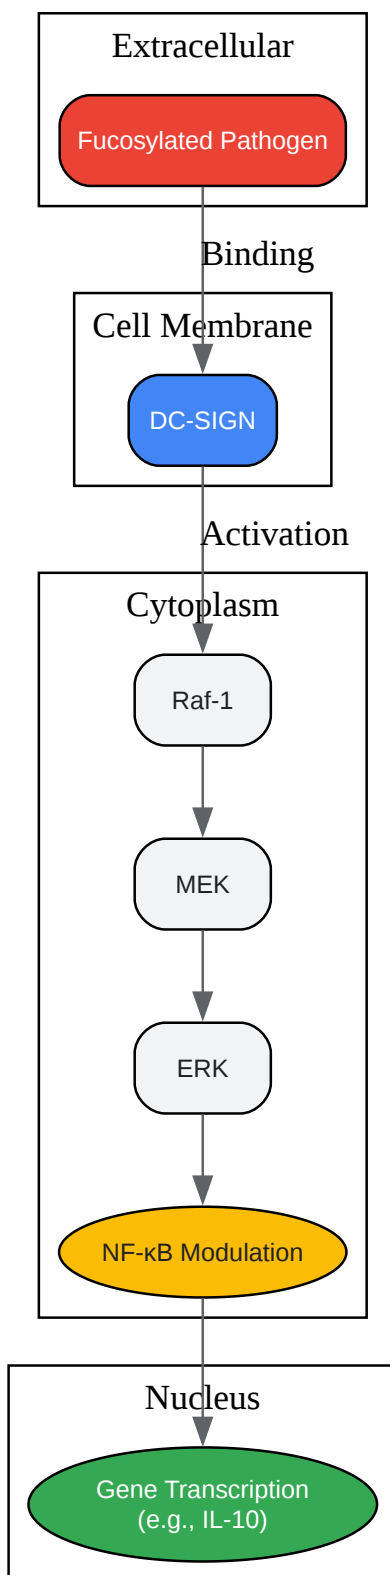 Extracellular
Fucosylated Pathogen
Binding
Cell Membrane
DC-SIGN
Activation
Cytoplasm
Raf-1
MEK
ERK
NF-κB Modulation
Nucleus
Gene Transcription
(e.g., IL-10)